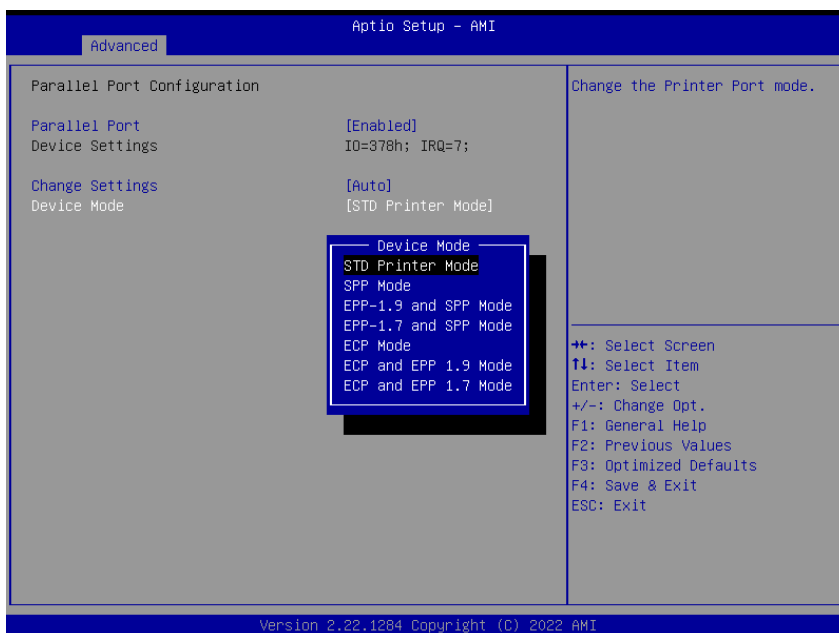 Aptio Setup – AMI
Advanced
Parallel Port Configuration
Parallel Port [Enabled]
Device Settings IO=378h; IRQ=7;
Change Settings [Auto]
Device Mode [STD Printer Mode]
Device Mode
STD Printer Mode
SPP Mode
EPP-1.9 and SPP Mode
EPP-1.7 and SPP Mode
ECP Mode
ECP and EPP 1.9 Mode
ECP and EPP 1.7 Mode
Change the Printer Port mode.
→←: Select Screen
↑↓: Select Item
Enter: Select
+/-: Change Opt.
F1: General Help
F2: Previous Values
F3: Optimized Defaults
F4: Save & Exit
ESC: Exit
Version 2.22.1284 Copyright (C) 2022 AMI